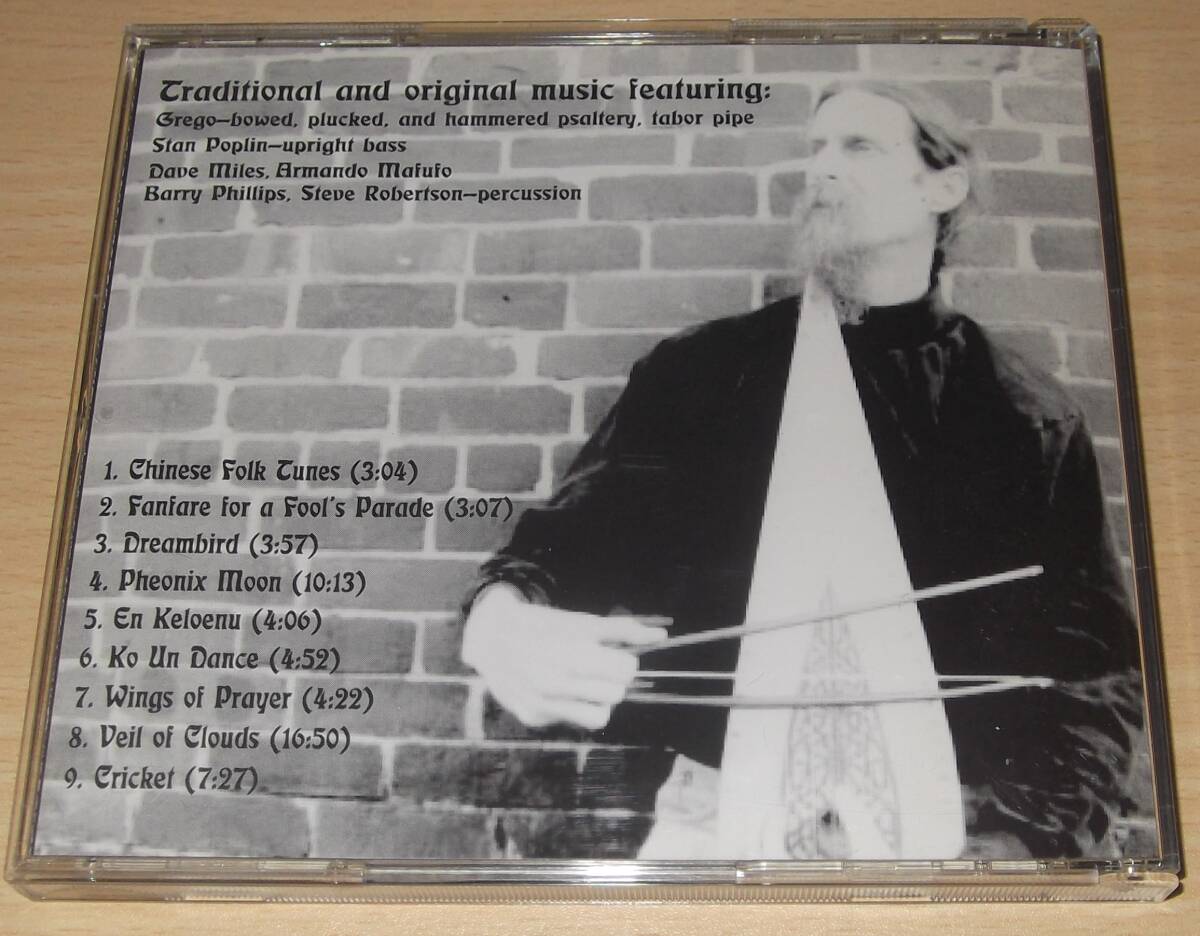 Traditional and original music featuring:
Grego—bowed, plucked, and hammered psaltery, tabor pipe
Stan Poplin—upright bass
Dave Miles, Armando Mafufo
Barry Phillips, Steve Robertson—percussion
1. Chinese Folk Tunes (3:04)
2. Fanfare for a Fool's Parade (3:07)
3. Dreambird (3:57)
4. Pheonix Moon (10:13)
5. En Keloenu (4:06)
6. Ko Un Dance (4:52)
7. Wings of Prayer (4:22)
8. Veil of Clouds (16:50)
9. Cricket (7:27)